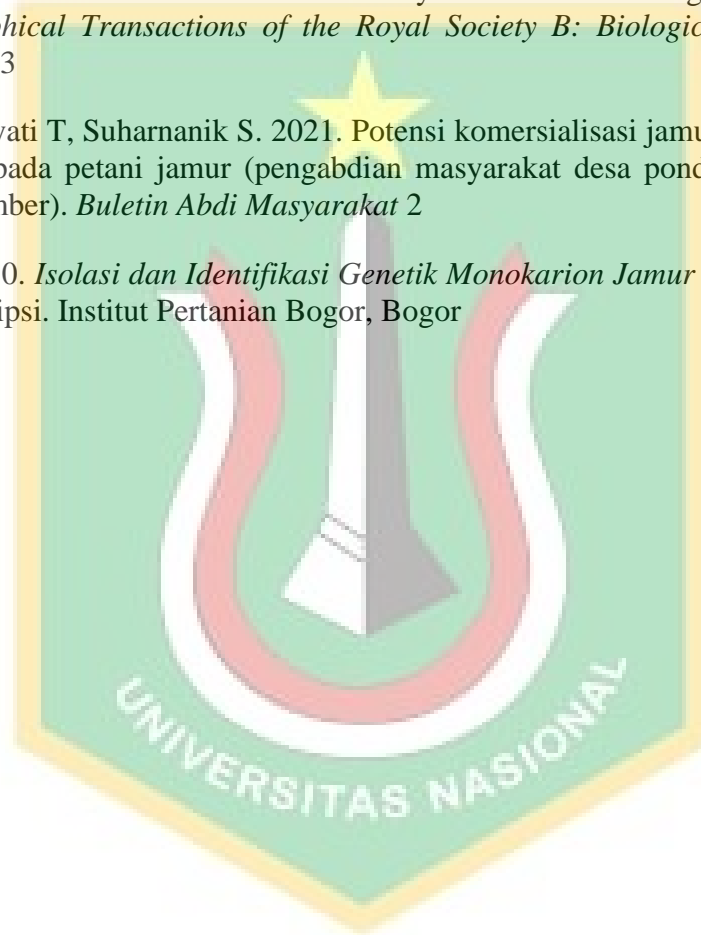 phical Transactions of the Royal Society B: Biologic
3
vati T, Suharnanik S. 2021. Potensi komersialisasi jamu
pada petani jamur (pengabdian masyarakat desa pond
nber). Buletin Abdi Masyarakat 2
0. Isolasi dan Identifikasi Genetik Monokarion Jamur
ipsi. Institut Pertanian Bogor, Bogor
UNIVERSITAS NASIONAL